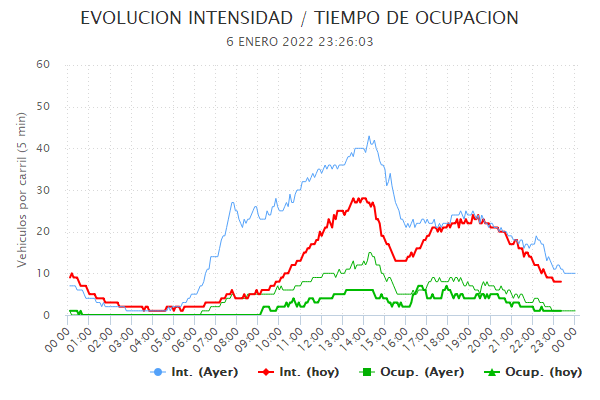 EVOLUCION INTENSIDAD / TIEMPO DE OCUPACION
6 ENERO 2022 23:26:03
Vehiculos por carril (5 min)
60
50
40
30
20
10
0
00:00 01:00 02:00 03:00 04:00 05:00 06:00 07:00 08:00 09:00 10:00 11:00 12:00 13:00 14:00 15:00 16:00 17:00 18:00 19:00 20:00 21:00 22:00 23:00 00:00
Int. (Ayer) Int. (hoy) Ocup. (Ayer) Ocup. (hoy)